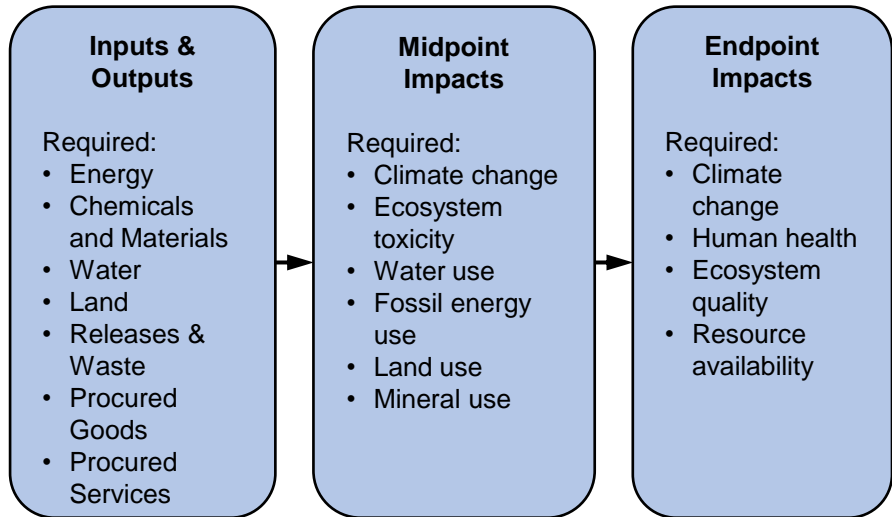 Inputs &
Outputs
Required:
• Energy
• Chemicals
and Materials
• Water
• Land
• Releases &
Waste
• Procured
Goods
• Procured
Services
Midpoint
Impacts
Required:
• Climate change
• Ecosystem
toxicity
• Water use
• Fossil energy
use
• Land use
• Mineral use
Endpoint
Impacts
Required:
• Climate
change
• Human health
• Ecosystem
quality
• Resource
availability